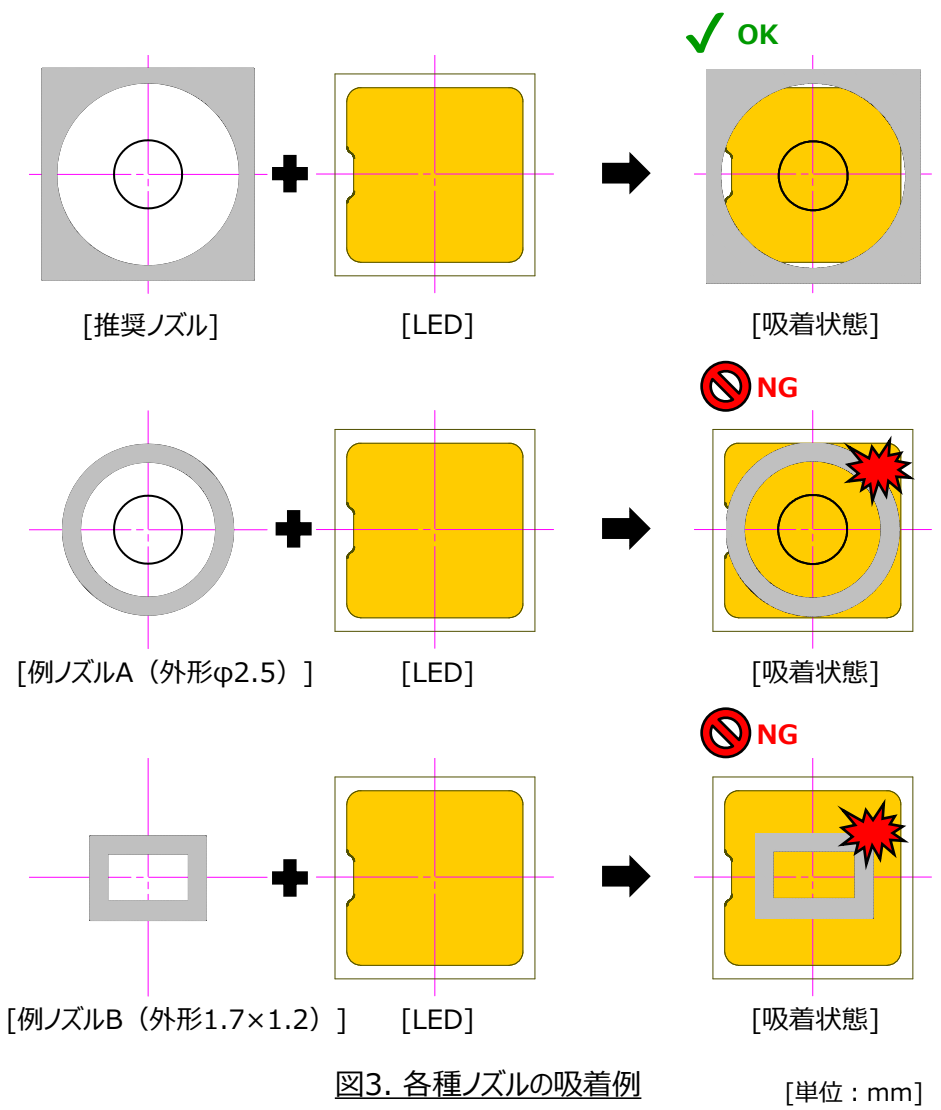 OK
[推奨ノズル]
[LED]
[吸着状態]
NG
[例ノズルA（外形φ2.5）]
[LED]
[吸着状態]
NG
[例ノズルB（外形1.7×1.2）]
[LED]
[吸着状態]
図3. 各種ノズルの吸着例
[単位：mm]